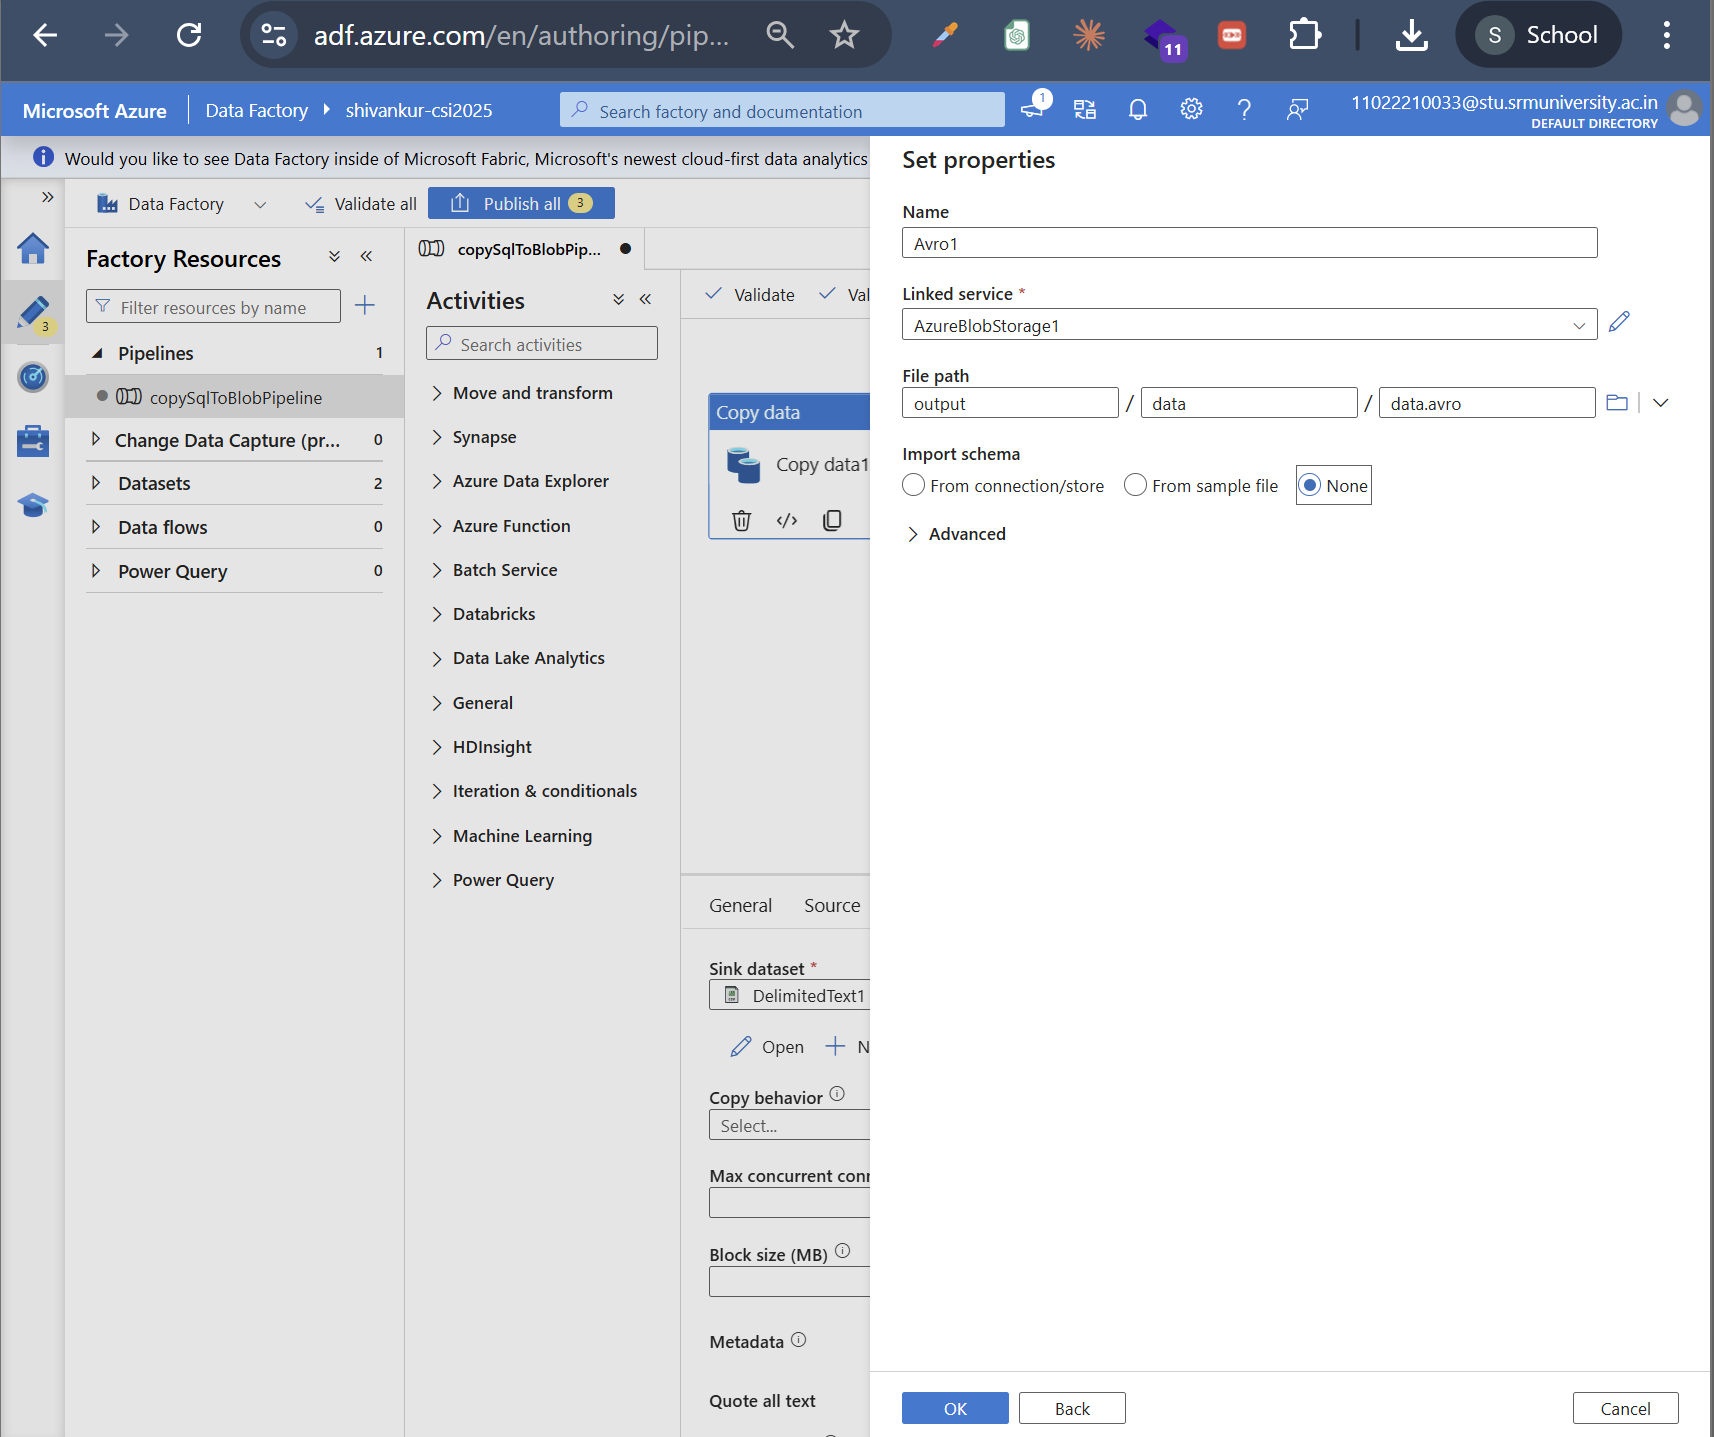 adf.azure.com/en/authoring/pip...
11
S School
Microsoft Azure
Data Factory
shivankur-csi2025
Search factory and documentation
1
?
11022210033@stu.srmuniversity.ac.in
DEFAULT DIRECTORY
Would you like to see Data Factory inside of Microsoft Fabric, Microsoft's newest cloud-first data analytics
Data Factory
Validate all
Publish all 3
Factory Resources
Filter resources by name
3
Pipelines 1
copySqlToBlobPipeline
Change Data Capture (pr... 0
Datasets 2
Data flows 0
Power Query 0
copySqlToBlobPip...
Activities
Search activities
Move and transform
Synapse
Azure Data Explorer
Azure Function
Batch Service
Databricks
Data Lake Analytics
General
HDInsight
Iteration & conditionals
Machine Learning
Power Query
Validate
Val
Copy data
Copy data1
General Source
Sink dataset *
DelimitedText1
Open + N
Copy behavior
Select...
Max concurrent conn
Block size (MB)
Metadata
Quote all text
Set properties
Name
Avro1
Linked service *
AzureBlobStorage1
File path
output / data / data.avro
Import schema
From connection/store From sample file None
Advanced
OK Back Cancel